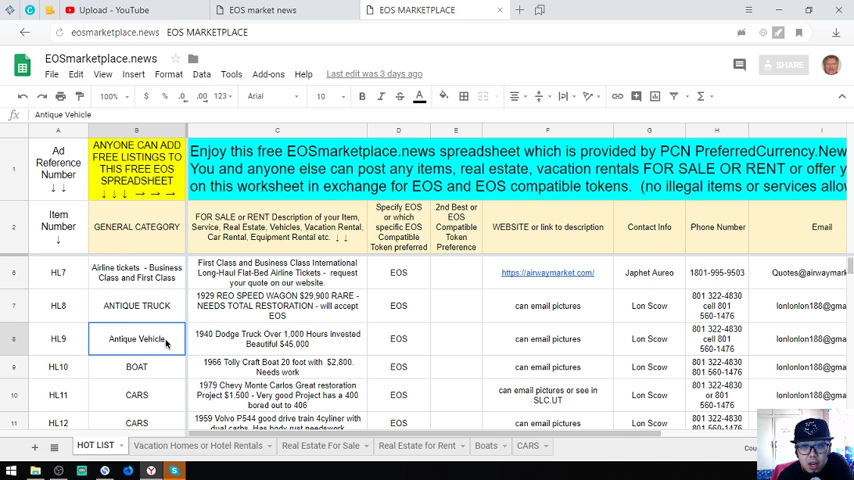 Upload - YouTube
EOS market news
EOS MARKETPLACE
eosmarketplace.news EOS MARKETPLACE
EOSmarketplace.news
File Edit View Insert Format Data Tools Add-ons Help Last edit was 3 days ago
SHARE
100% $ % .0 .00 123 Arial 10 B I S A
fx Antique Vehicle
A B C D E F G H I
1
Ad
Reference
Number
↓ ↓
ANYONE CAN ADD
FREE LISTINGS TO
THIS FREE EOS
SPREADSHEET
↓ ↓ ↓ → → →
Enjoy this free EOSmarketplace.news spreadsheet which is provided by PCN PreferredCurrency.New
You and anyone else can post any items, real estate, vacation rentals FOR SALE OR RENT or offer y
on this worksheet in exchange for EOS and EOS compatible tokens. (no illegal items or services allow
2
Item
Number
↓
GENERAL CATEGORY
FOR SALE or RENT Description of your Item,
Service, Real Estate, Vehicles, Vacation Rental,
Car Rental, Equipment Rental etc. ↓ ↓
Specify EOS
or which
specific EOS
Compatible
Token preferred
2nd Best or
EOS
Compatible
Token
Preference
WEBSITE or link to description
Contact Info
Phone Number
Email
6
HL7
Airline tickets - Business
Class and First Class
First Class and Business Class International
Long-Haul Flat-Bed Airline Tickets - request
your quote on our website.
EOS
https://airwaymarket.com/
Japhet Aureo
1801-995-9503
Quotes@airwaymark
7
HL8
ANTIQUE TRUCK
1929 REO SPEED WAGON $29,900 RARE -
NEEDS TOTAL RESTORATION - will accept
EOS
EOS
can email pictures
Lon Scow
801 322-4830
cell 801
560-1476
lonlonlon188@gma
8
HL9
Antique Vehicle
1940 Dodge Truck Over 1,000 Hours invested
Beautiful $45,000
EOS
can email pictures
Lon Scow
801 322-4830
cell 801
560-1476
lonlonlon188@gma
9
HL10
BOAT
1966 Tolly Craft Boat 20 foot with $2,800.
Needs work
EOS
can email pictures
Lon Scow
801 322-4830
801 560-1476
lonlonlon188@gma
10
HL11
CARS
1979 Chevy Monte Carlos Great restoration
Project $1,500 - Very good Project has a 400
bored out to 406
EOS
can email pictures or see in
SLC.UT
Lon Scow
801 322-4830
or 801
560-1476
lonlonlon188@gma
11
HL12
CARS
1959 Volvo P544 good drive train 4cyliner with
dual carbs. Has body rust needswork
EOS
can email pictures
Lon Scow
801 322-4830
cell 801
lonlonlon188@gma
HOT LIST Vacation Homes or Hotel Rentals Real Estate For Sale Real Estate for Rent Boats CARS